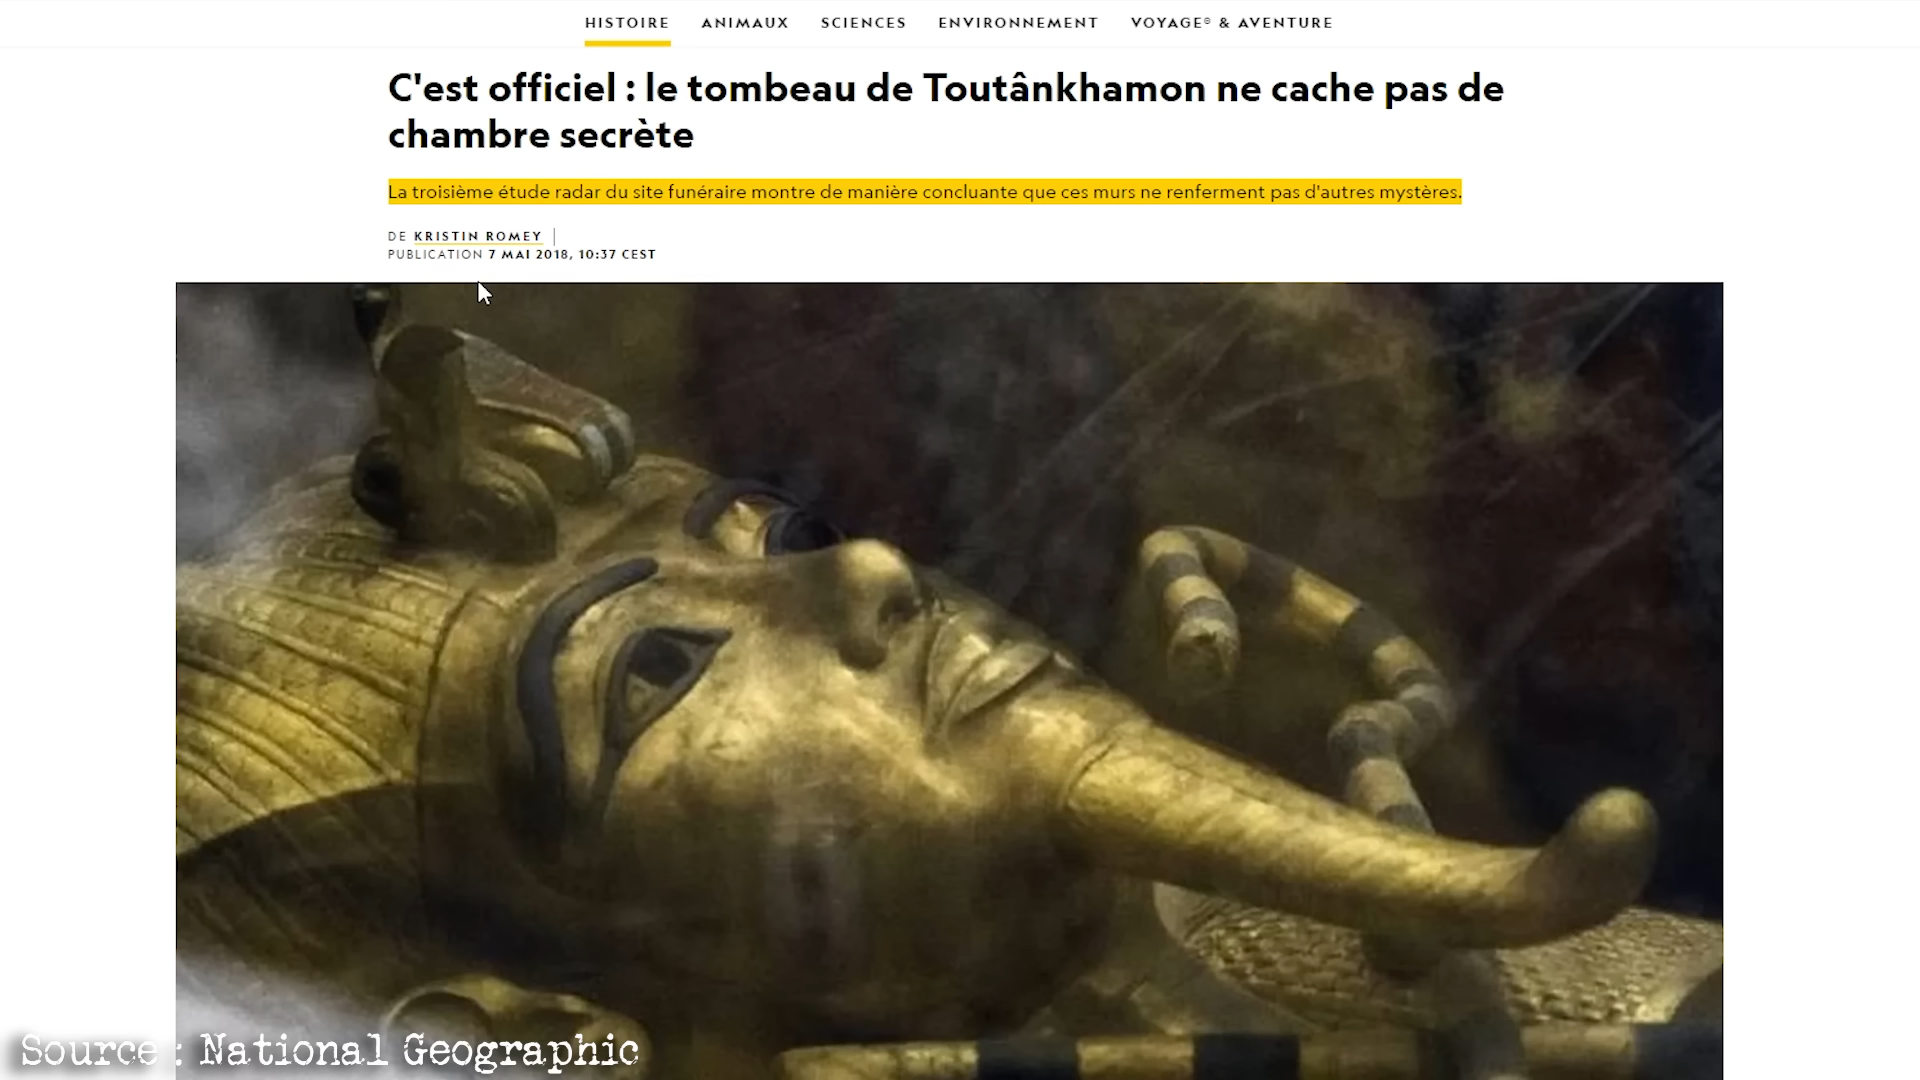 HISTOIRE ANIMAUX SCIENCES ENVIRONNEMENT VOYAGE® & AVENTURE
C'est officiel : le tombeau de Toutânkhamon ne cache pas de
chambre secrète
La troisième étude radar du site funéraire montre de manière concluante que ces murs ne renferment pas d'autres mystères.
DE KRISTIN ROMEY
PUBLICATION 7 MAI 2018, 10:37 CEST
Source : National Geographic